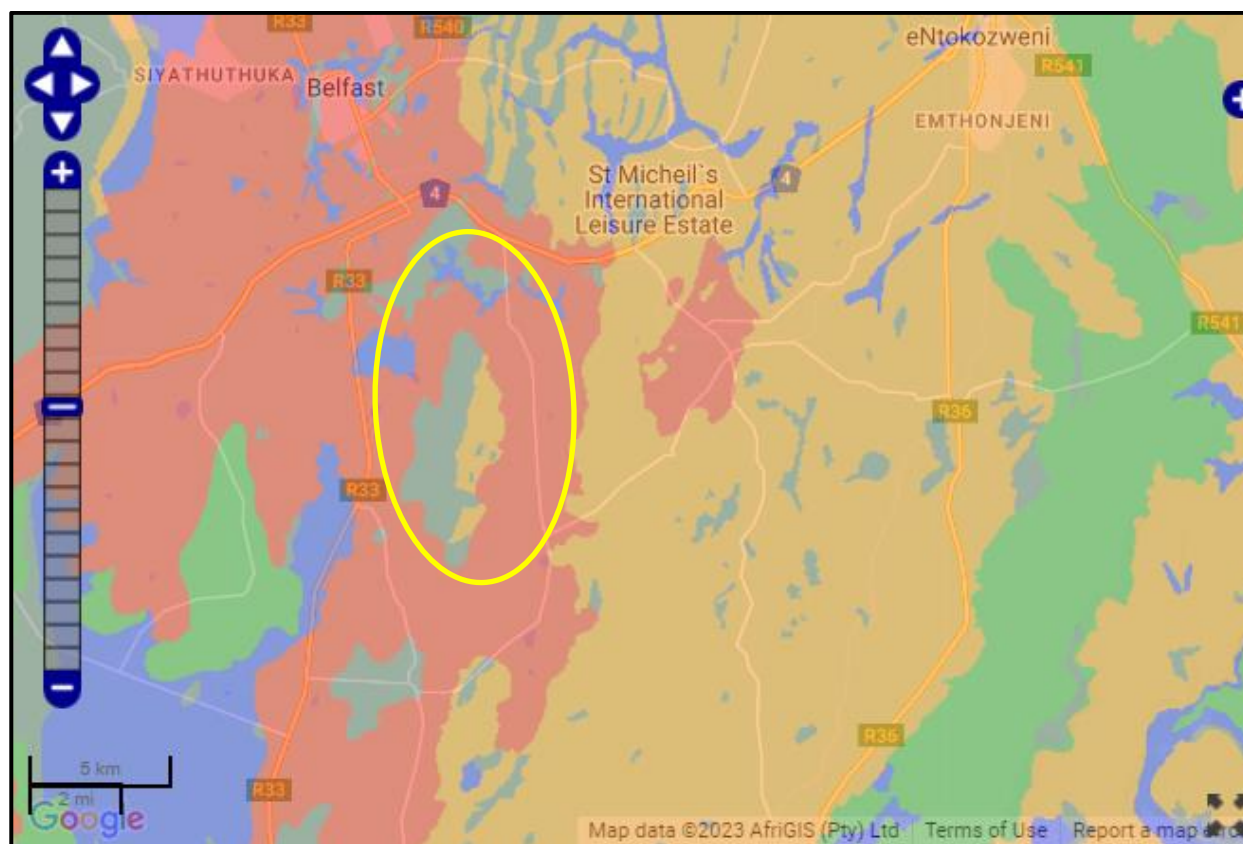 R33
R540
eNtokozweni
SIYATHUTHUKA
Belfast
R541
EMTHONJENI
St Micheil`s
International
Leisure Estate
4
4
R33
R541
R36
R33
R36
R33
5 km
2 mi
Google
Map data ©2023 AfriGIS (Pty) Ltd
Terms of Use
Report a map error